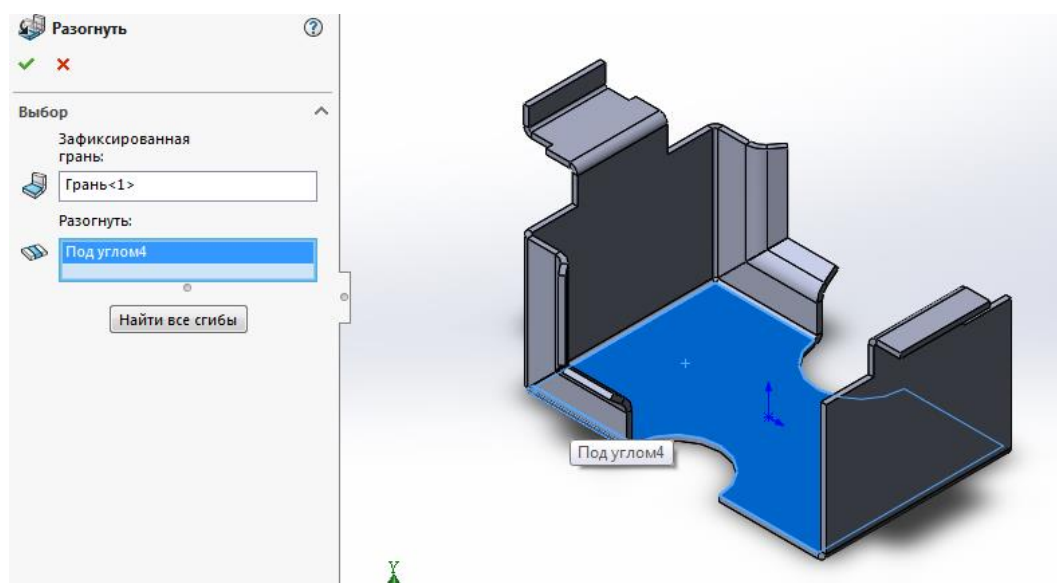 Разогнуть
Выбор
Зафиксированная
грань:
Грань<1>
Разогнуть:
Под углом4
Найти все сгибы
Под углом4
Y